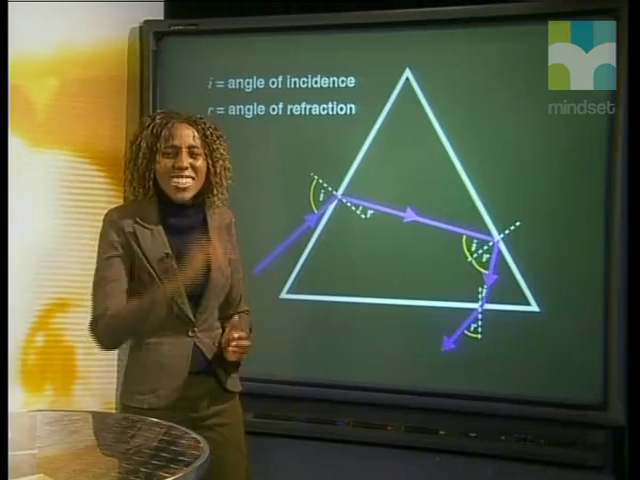 i = angle of incidence
r = angle of refraction
mindset
i
r